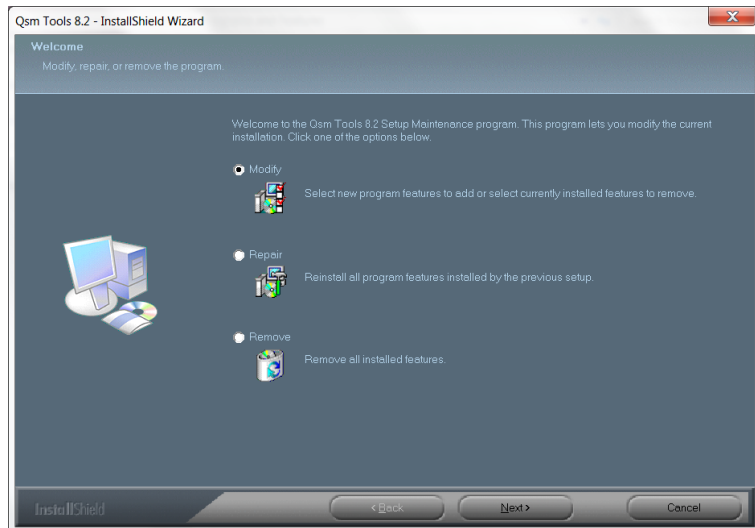 Qsm Tools 8.2 - InstallShield Wizard
Welcome
Modify, repair, or remove the program.
Welcome to the Qsm Tools 8.2 Setup Maintenance program. This program lets you modify the current
installation. Click one of the options below.
Modify
Select new program features to add or select currently installed features to remove.
Repair
Reinstall all program features installed by the previous setup.
Remove
Remove all installed features.
InstallShield
< Back
Next >
Cancel